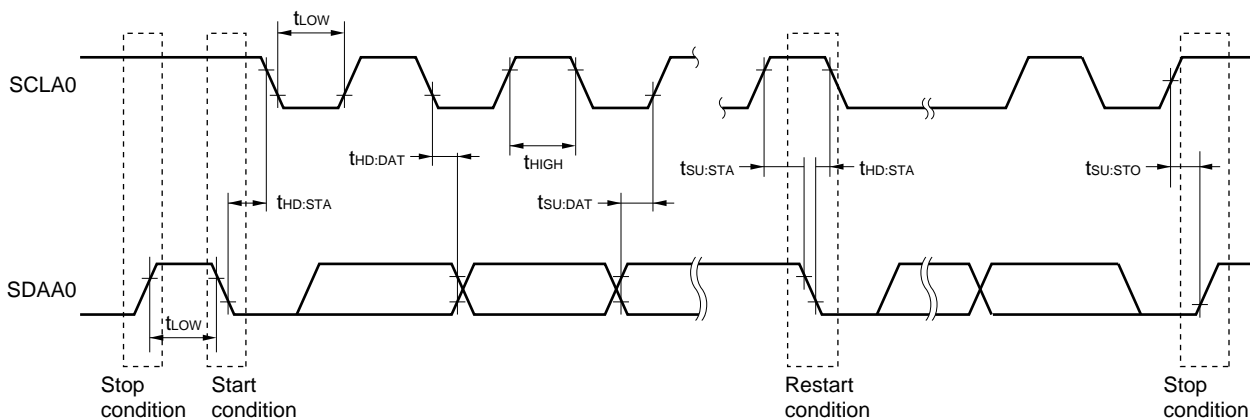 tLOW
SCLA0
tHD:DAT
tHIGH
tSU:STA
tHD:STA
tSU:STO
tHD:STA
tSU:DAT
SDAA0
tLOW
Stop
condition
Start
condition
Restart
condition
Stop
condition